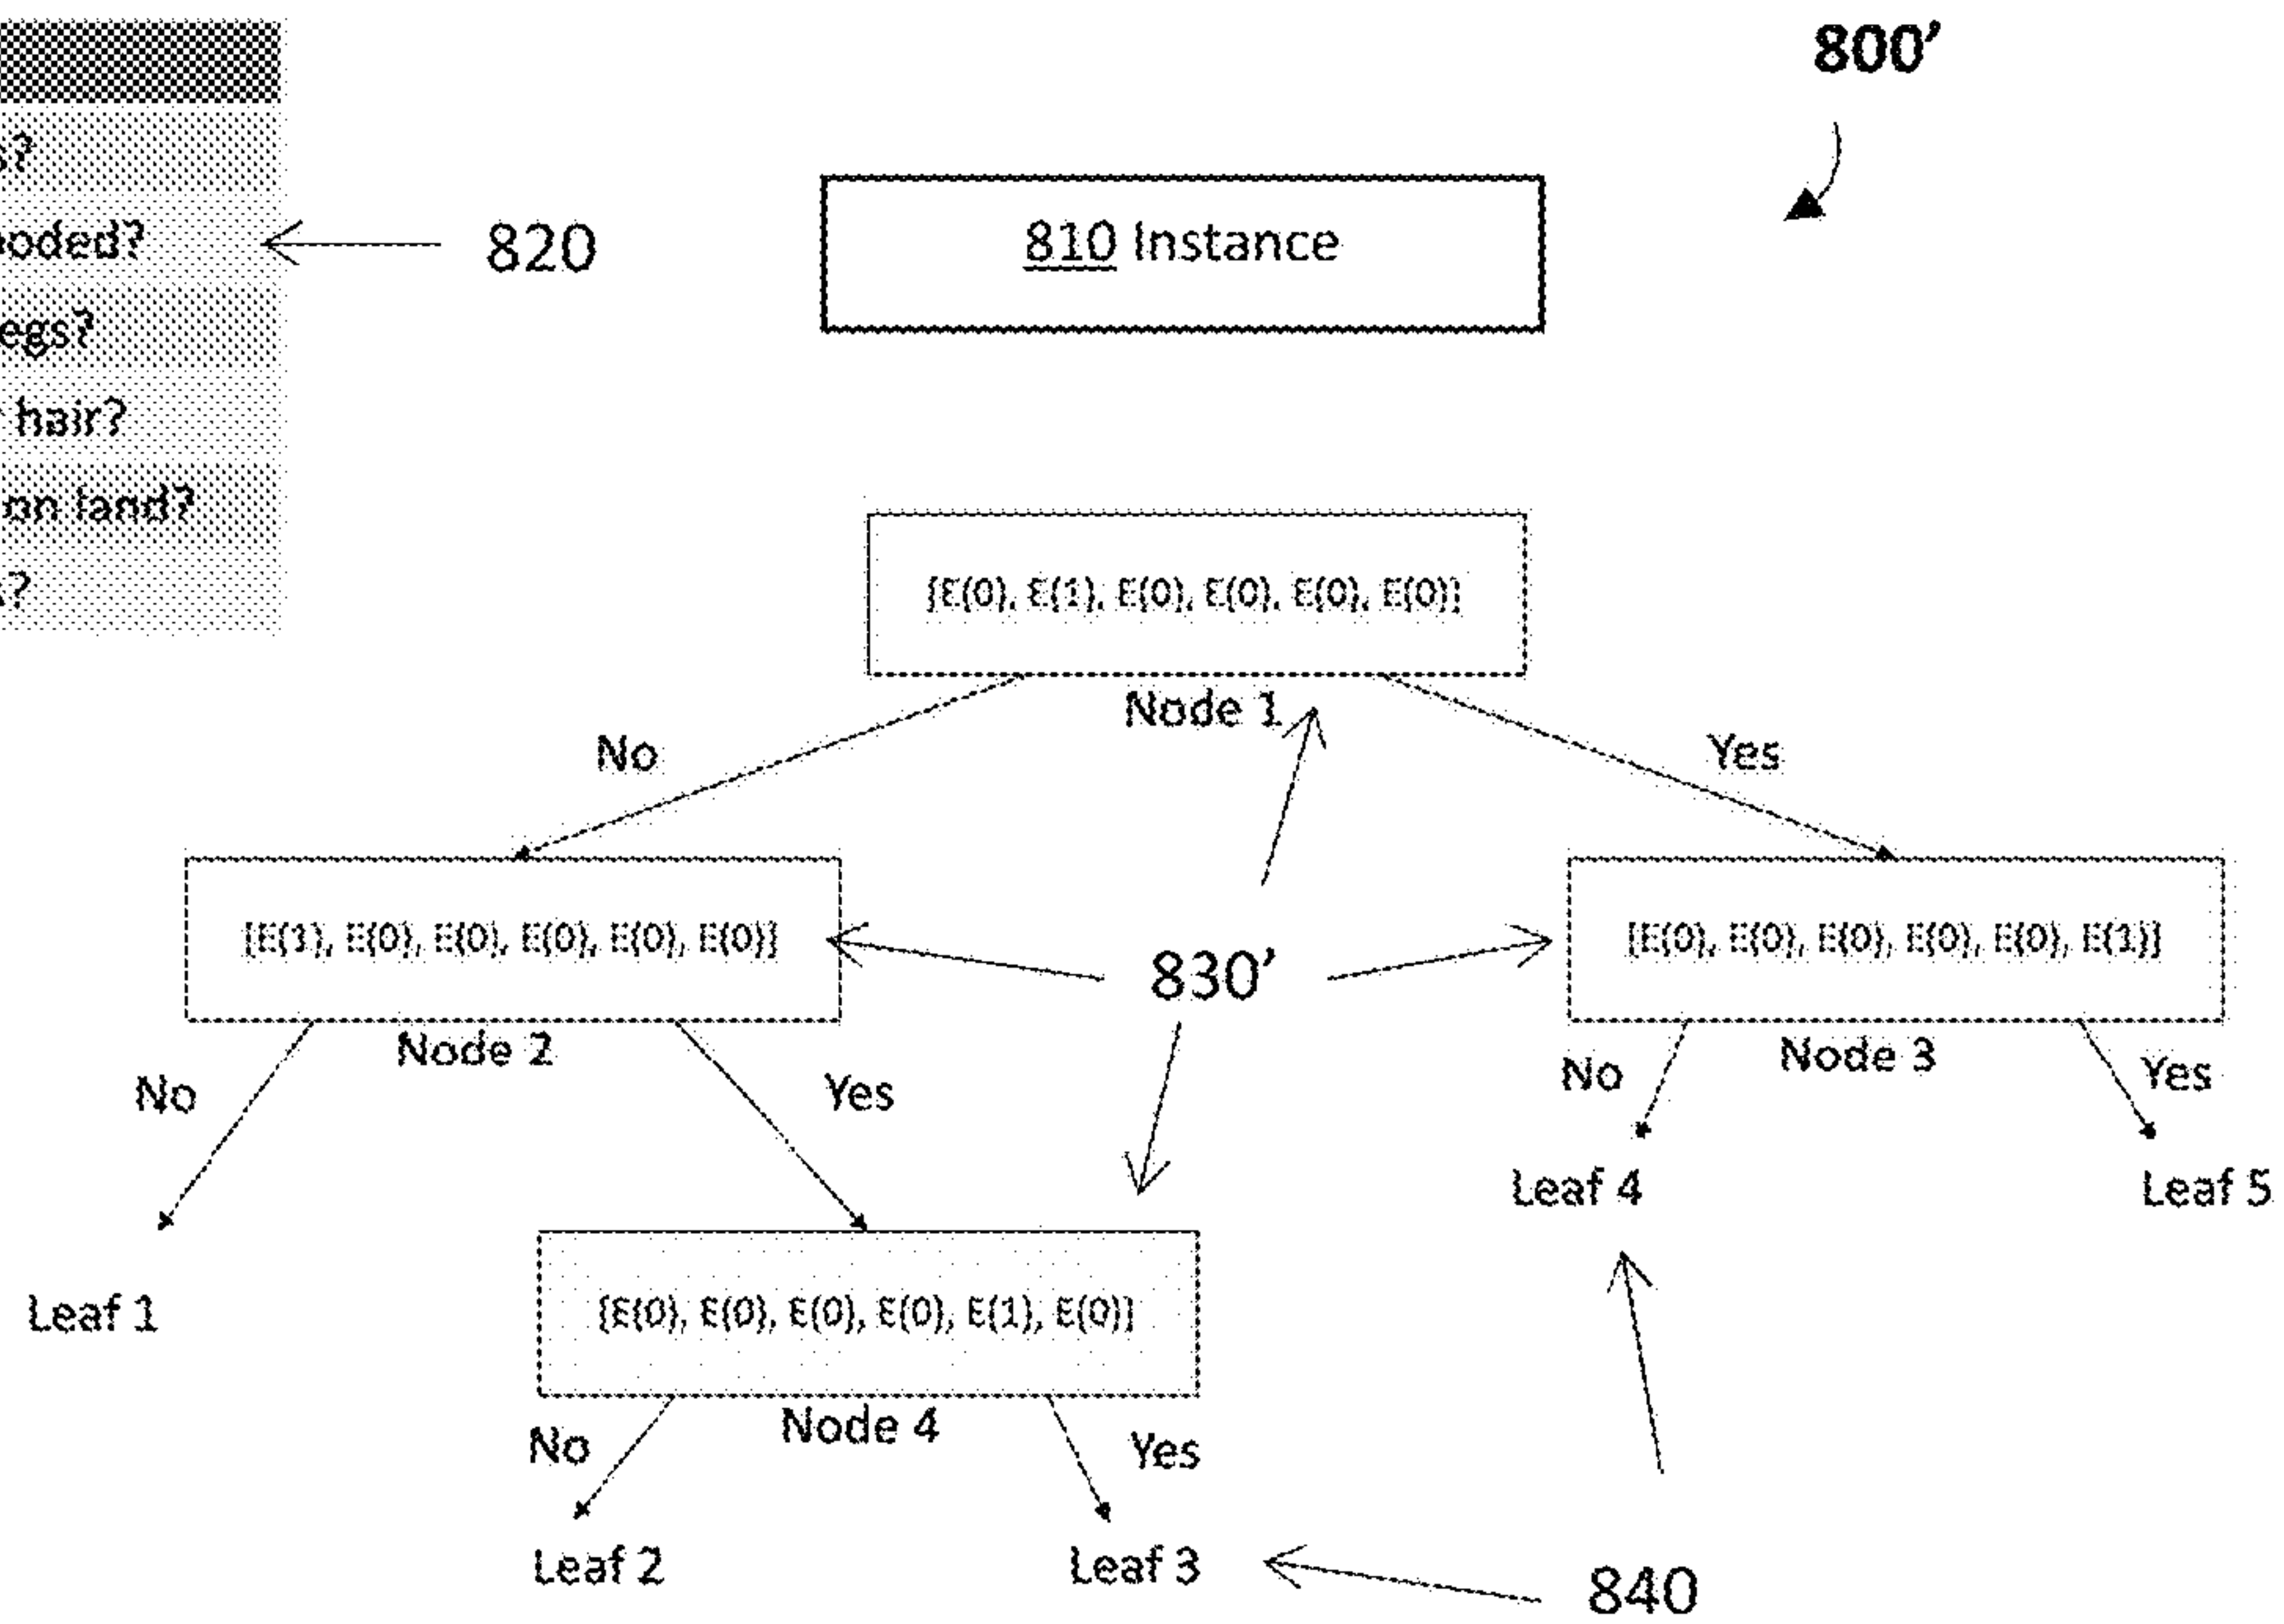 800'
820
810 Instance
egs?
hair?
on land?
[E(0), E(1), E(0), E(0), E(0), E(0)]
Node 1
No
Yes
[E(1), E(0), E(0), E(0), E(0), E(0)]
830'
[E(0), E(0), E(0), E(0), E(0), E(1)]
Node 2
Node 3
No
Yes
No
Yes
Leaf 4
Leaf 5
Leaf 1
[E(0), E(0), E(0), E(0), E(1), E(0)]
Node 4
No
Yes
Leaf 2
Leaf 3
840